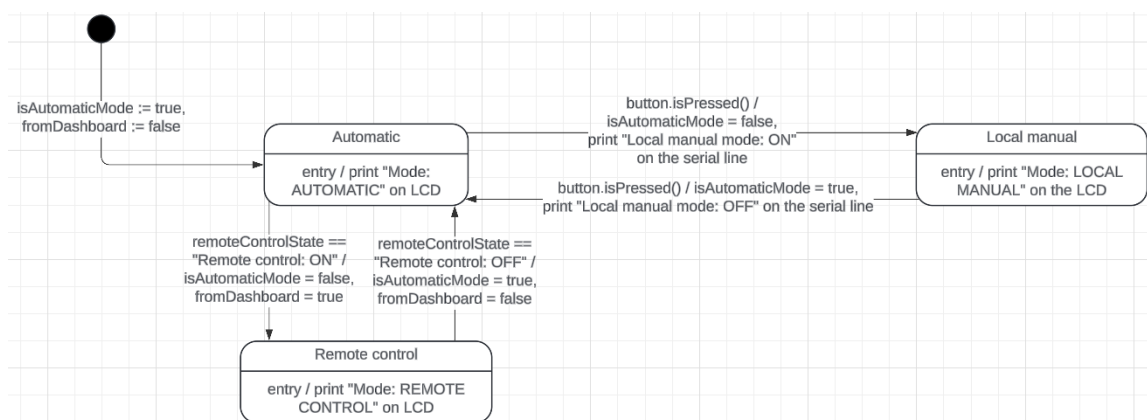 isAutomaticMode := true,
fromDashboard := false
Automatic
entry / print "Mode:
AUTOMATIC" on LCD
button.isPressed() /
isAutomaticMode = false,
print "Local manual mode: ON"
on the serial line
Local manual
entry / print "Mode: LOCAL
MANUAL" on the LCD
button.isPressed() / isAutomaticMode = true,
print "Local manual mode: OFF" on the serial line
remoteControlState ==
"Remote control: ON" /
isAutomaticMode = false,
fromDashboard = true
remoteControlState ==
"Remote control: OFF" /
isAutomaticMode = true,
fromDashboard = false
Remote control
entry / print "Mode: REMOTE
CONTROL" on LCD